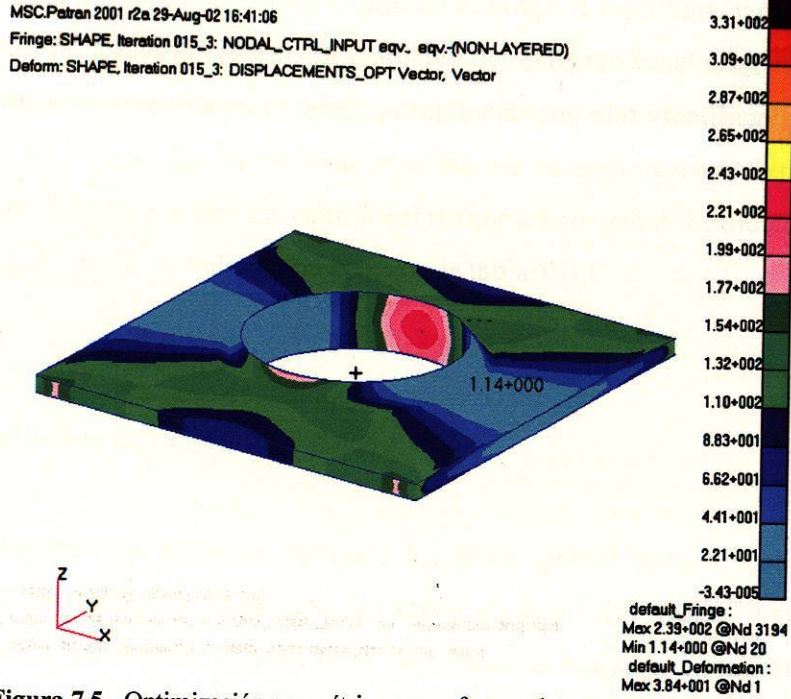 MSC.Patran 2001 r2a 29-Aug-02 16:41:06
Fringe: SHAPE, Iteration 015_3: NODAL_CTRL_INPUT eqv., eqv.-(NON-LAYERED)
Deform: SHAPE, Iteration 015_3: DISPLACEMENTS_OPT Vector, Vector
3.31+002
3.09+002
2.87+002
2.65+002
2.43+002
2.21+002
1.99+002
1.77+002
1.54+002
1.32+002
1.10+002
8.83+001
6.62+001
4.41+001
2.21+001
-3.43-005
1.14+000
Z
Y
X
default_Fringe :
Max 2.39+002 @Nd 3194
Min 1.14+000 @Nd 20
default_Deformation :
Max 3.84+001 @Nd 1